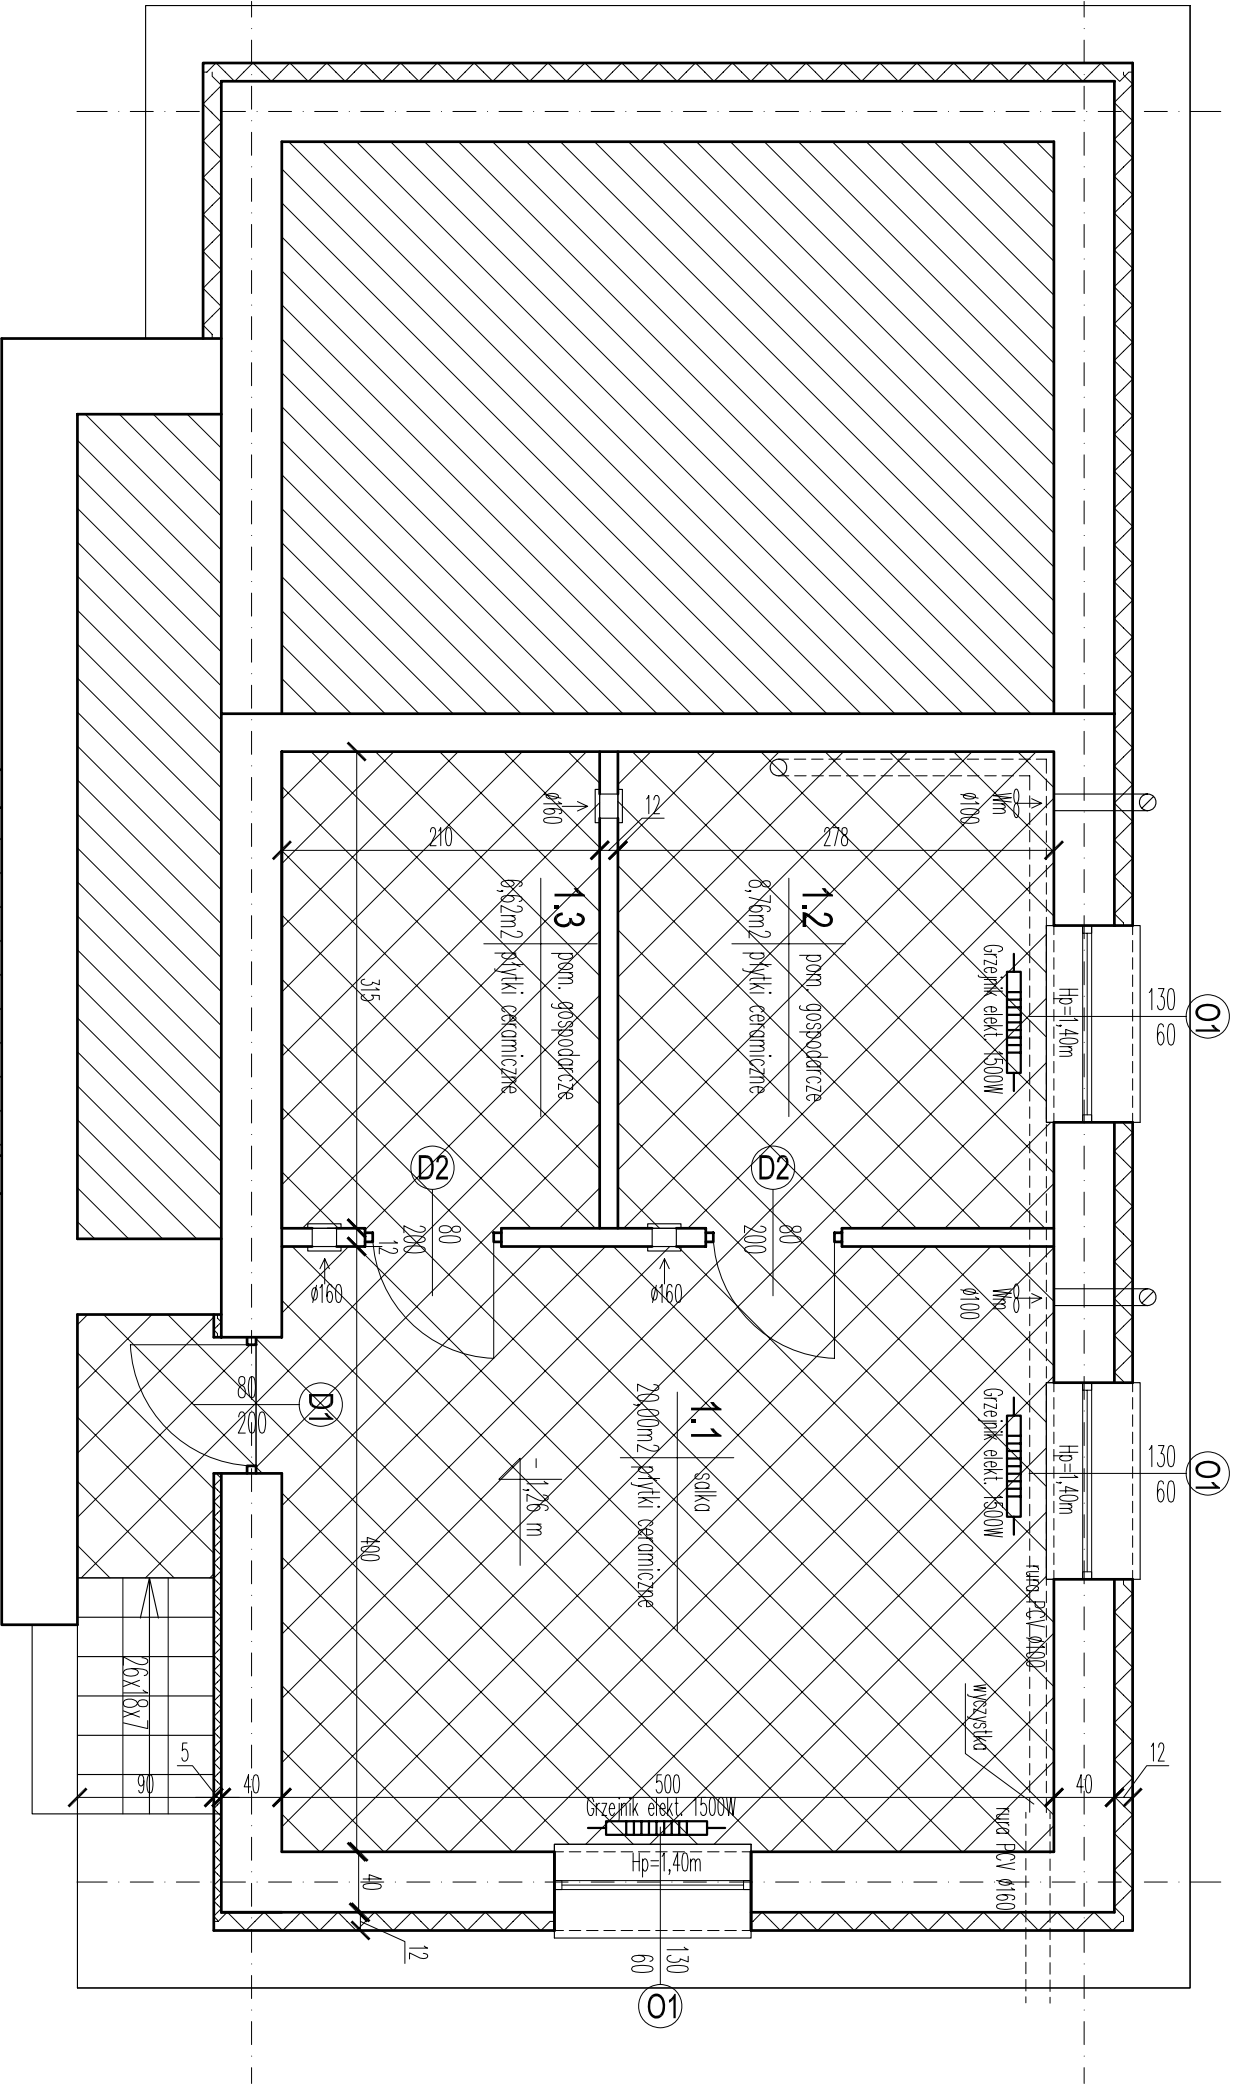 Wm
ø100
ø160
12
210
278
1.3
pom. gospodarcze
6,62m2 płytki ceramiczne
1.2
pom. gospodarcze
8,76m2 płytki ceramiczne
Grzejnik elekt. 1500W
Hp=1,40m
130
60
O1
315
D2
80
200
D2
80
200
12
ø160
ø160
Wm
ø100
D1
80
200
1.1
salka
20,00m2 płytki ceramiczne
- 1,26 m
Grzejnik elekt. 1500W
Hp=1,40m
130
60
O1
400
rura PCV ø100
wyczystka
26x18x7
5
90
40
500
40
12
Grzejnik elekt. 1500W
Hp=1,40m
rura PCV ø160
40
12
130
60
O1